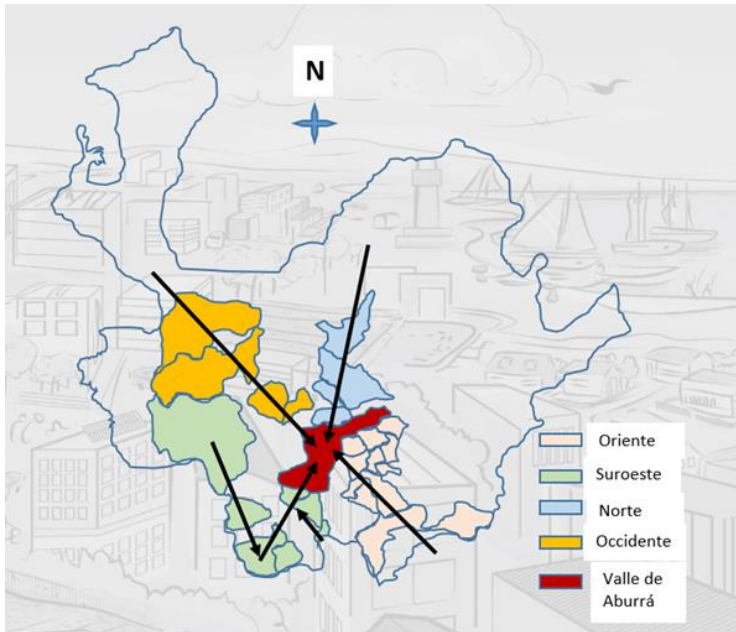 N
Oriente
Suroeste
Norte
Occidente
Valle de
Aburrá